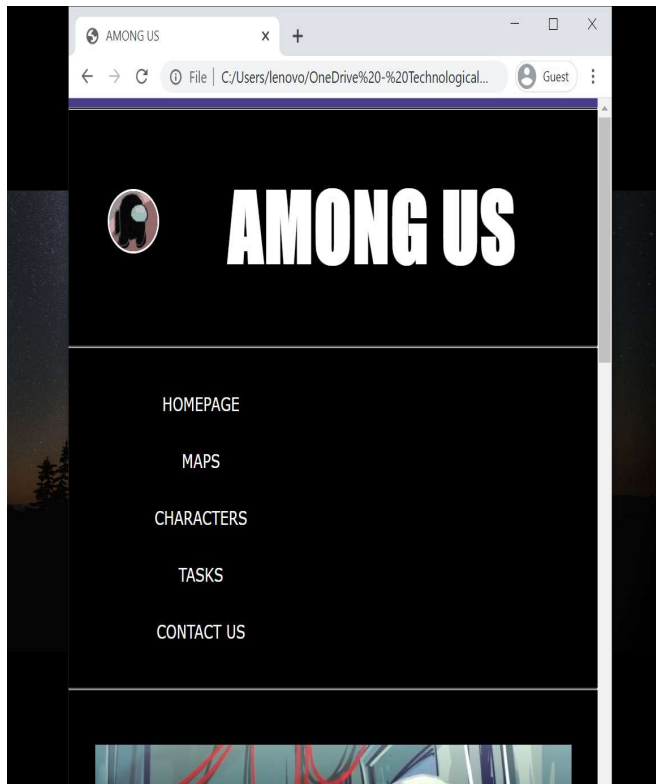 AMONG US
File | C:/Users/lenovo/OneDrive%20-%20Technological... Guest
AMONG US
HOMEPAGE
MAPS
CHARACTERS
TASKS
CONTACT US